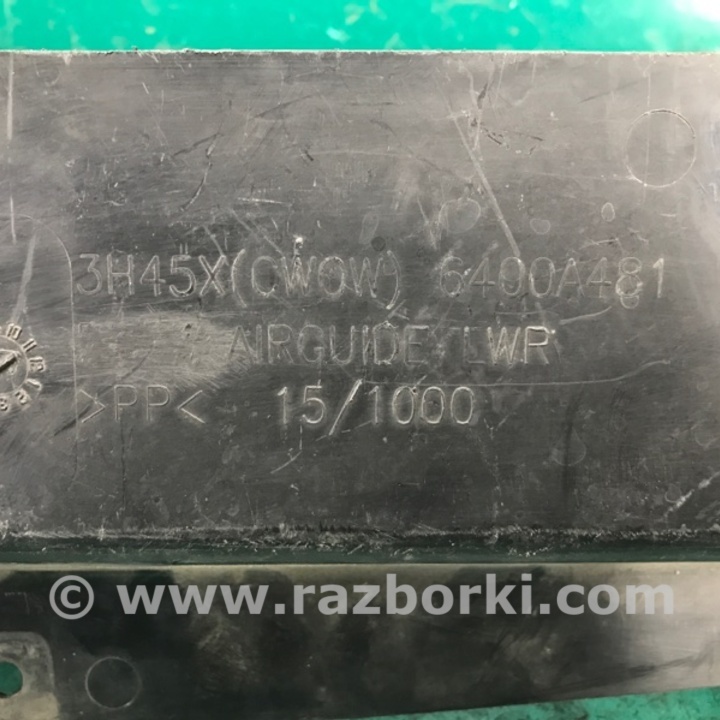 3H45X(CW0W) 6400A481
AIRGUIDE LWR
>PP< 15/1000
© www.razborki.com